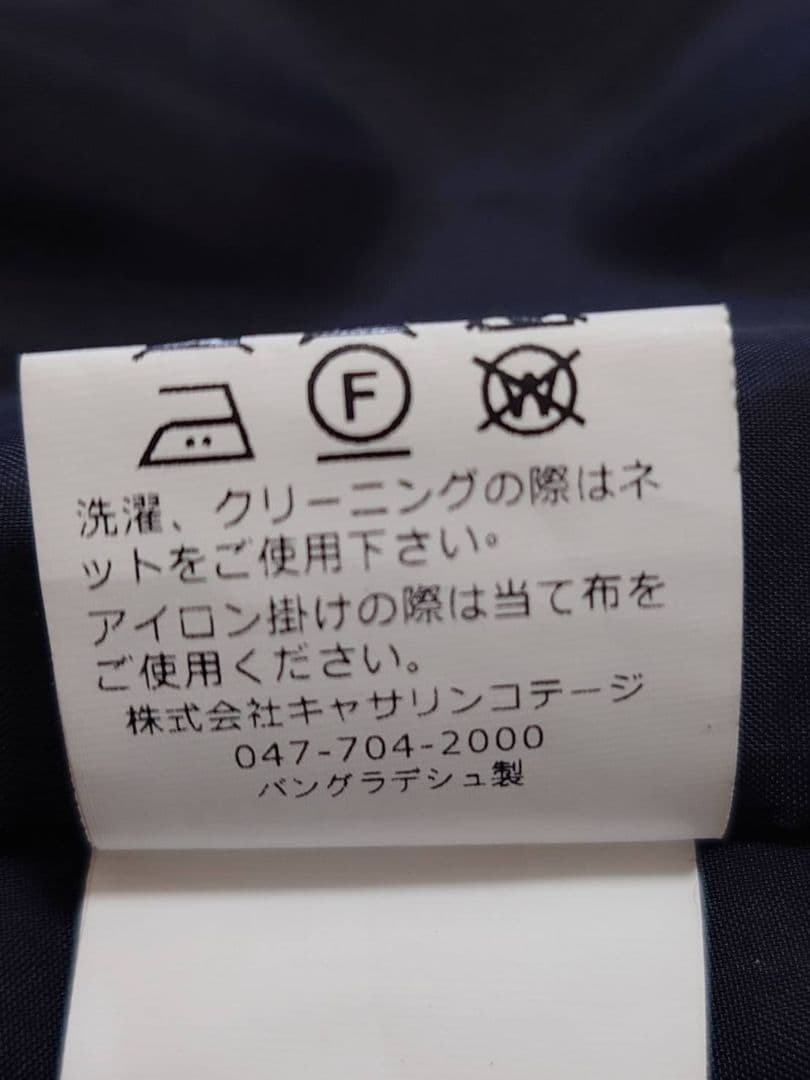 F
W
洗濯、クリーニングの際はネ
ットをご使用下さい。
アイロン掛けの際は当て布を
ご使用ください。
株式会社キャサリンコテージ
047-704-2000
バングラデシュ製